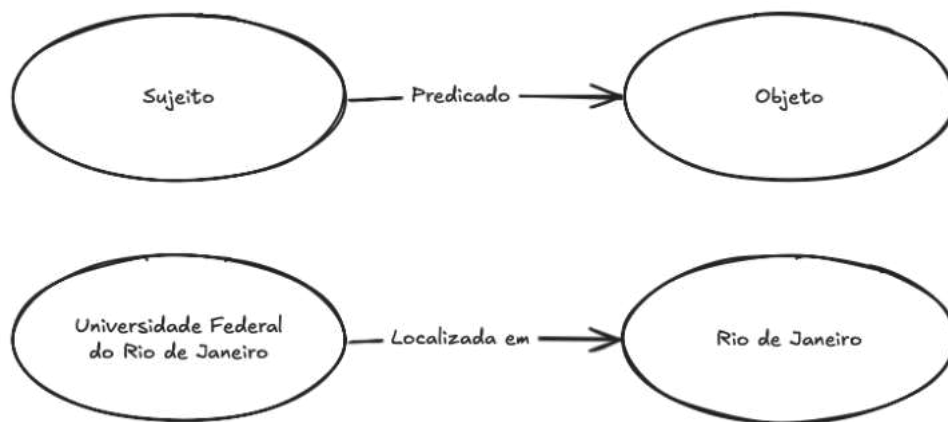 Sujeito
Predicado
Objeto
Universidade Federal
do Rio de Janeiro
Localizada em
Rio de Janeiro